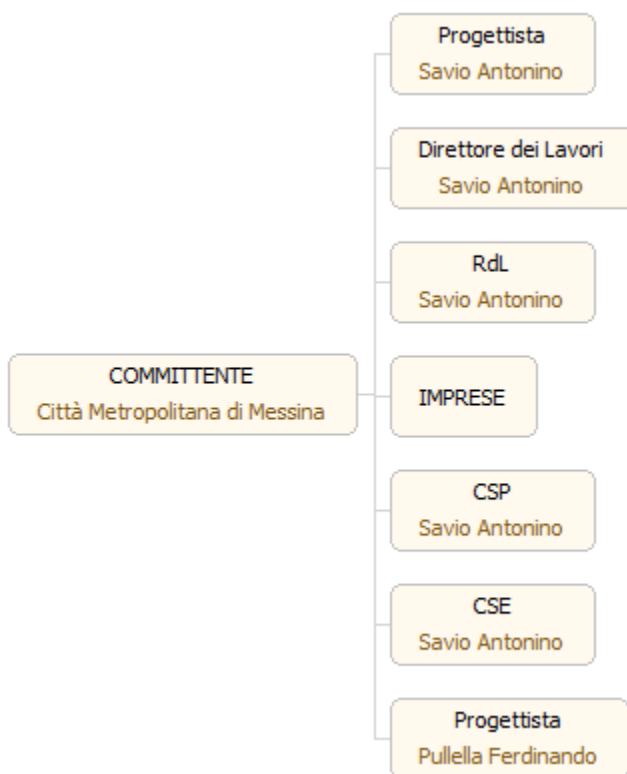 Progettista
Savio Antonino
Direttore dei Lavori
Savio Antonino
RdL
Savio Antonino
COMMITTENTE
Città Metropolitana di Messina
IMPRESE
CSP
Savio Antonino
CSE
Savio Antonino
Progettista
Pullella Ferdinando